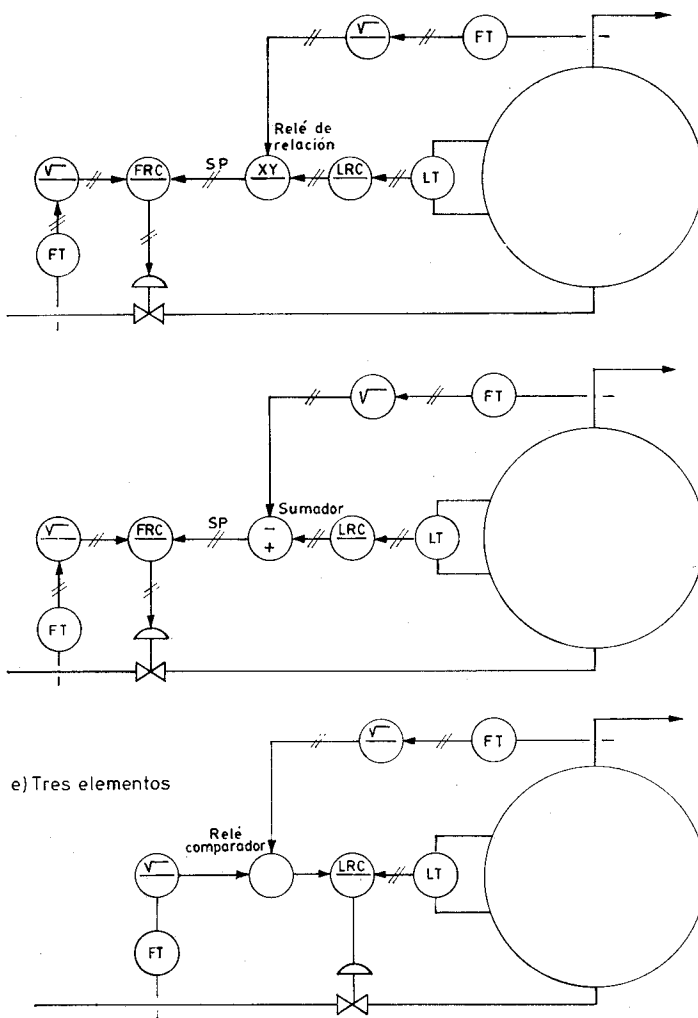 √ FT
Relé de
relación
√ FRC SP XY LRC LT
FT
√ FT
Sumador
√ FRC SP - + LRC LT
FT
√ FT
e) Tres elementos
Relé
comparador
√ LRC LT
FT